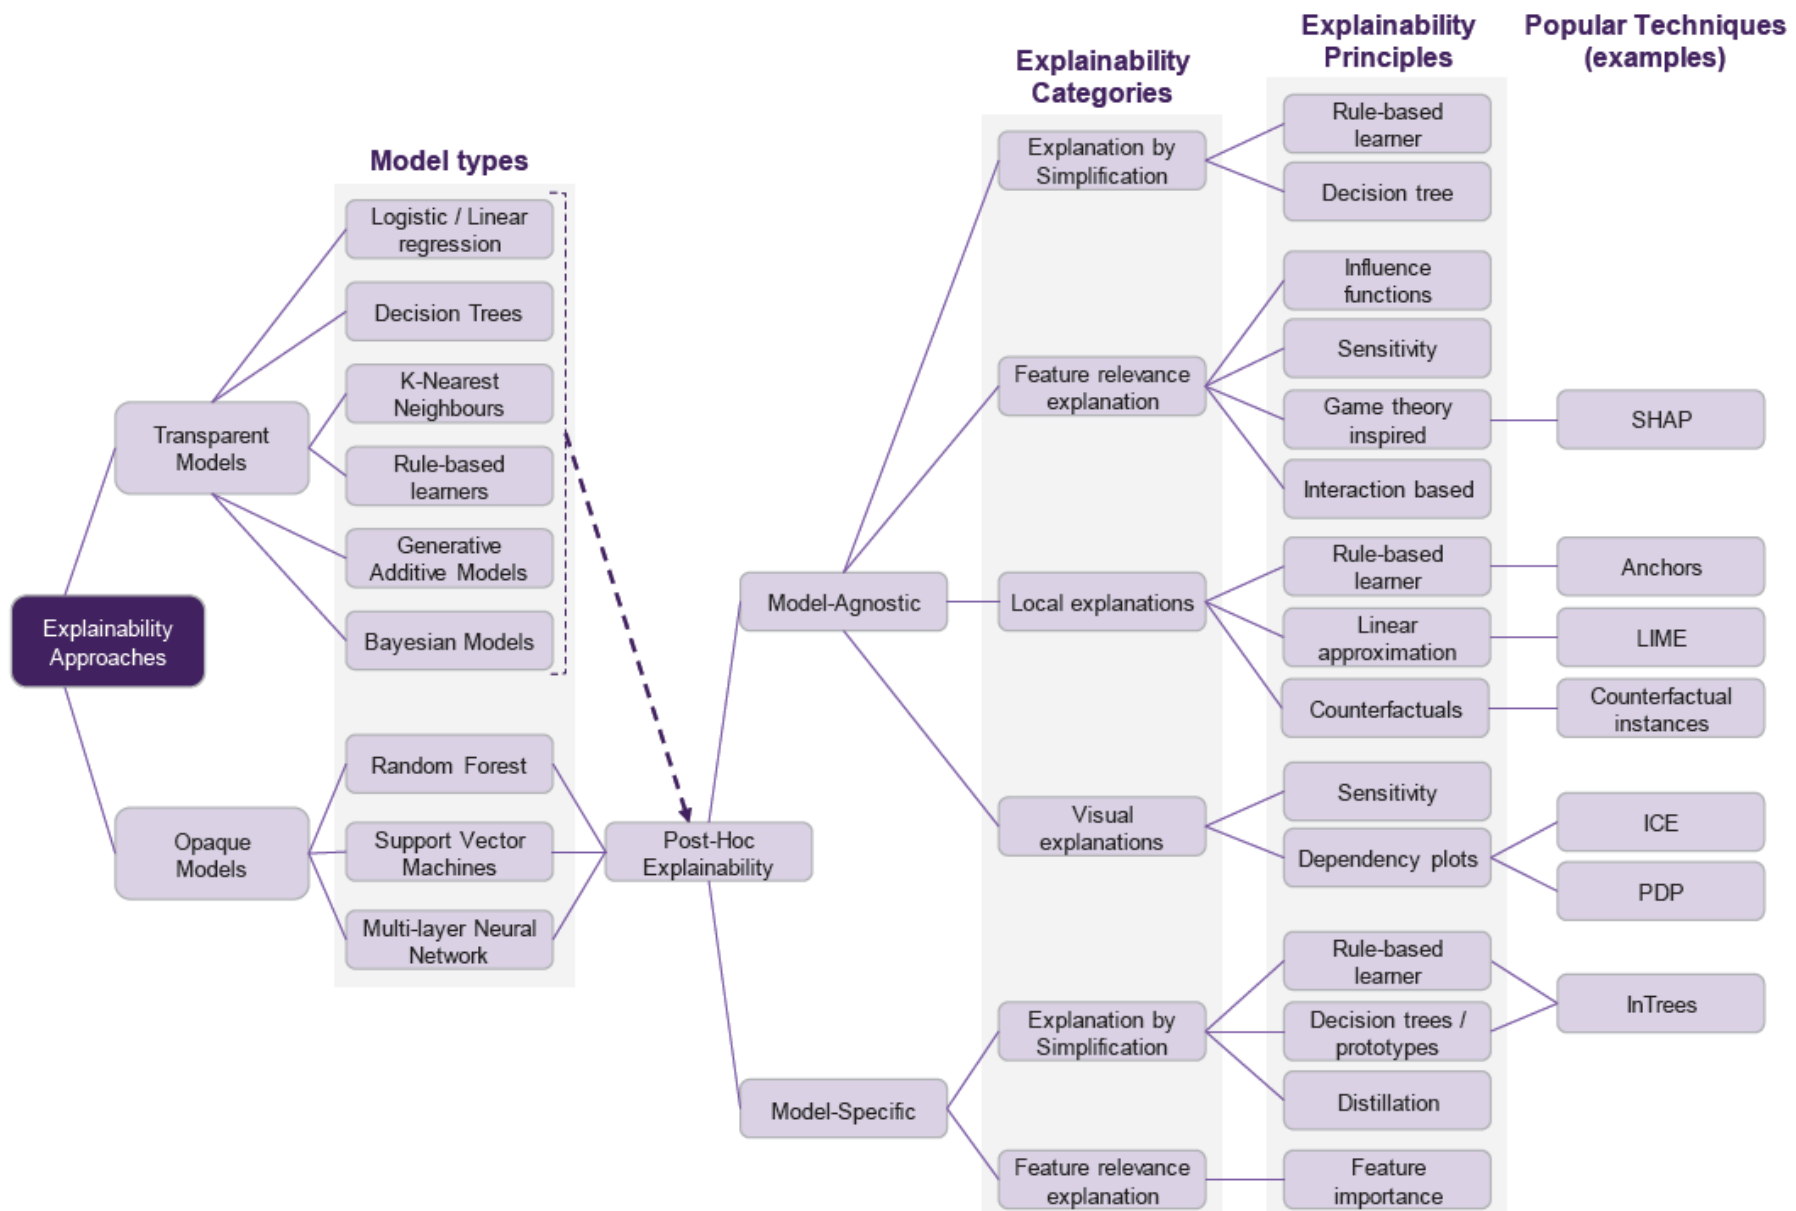 Explainability
Principles
Popular Techniques
(examples)
Explainability
Categories
Model types
Explainability
Approaches
Transparent
Models
Opaque
Models
Logistic / Linear
regression
Decision Trees
K-Nearest
Neighbours
Rule-based
learners
Generative
Additive Models
Bayesian Models
Random Forest
Support Vector
Machines
Multi-layer Neural
Network
Post-Hoc
Explainability
Model-Agnostic
Model-Specific
Explanation by
Simplification
Feature relevance
explanation
Local explanations
Visual
explanations
Explanation by
Simplification
Feature relevance
explanation
Rule-based
learner
Decision tree
Influence
functions
Sensitivity
Game theory
inspired
Interaction based
Rule-based
learner
Linear
approximation
Counterfactuals
Sensitivity
Dependency plots
Rule-based
learner
Decision trees /
prototypes
Distillation
Feature
importance
SHAP
Anchors
LIME
Counterfactual
instances
ICE
PDP
InTrees